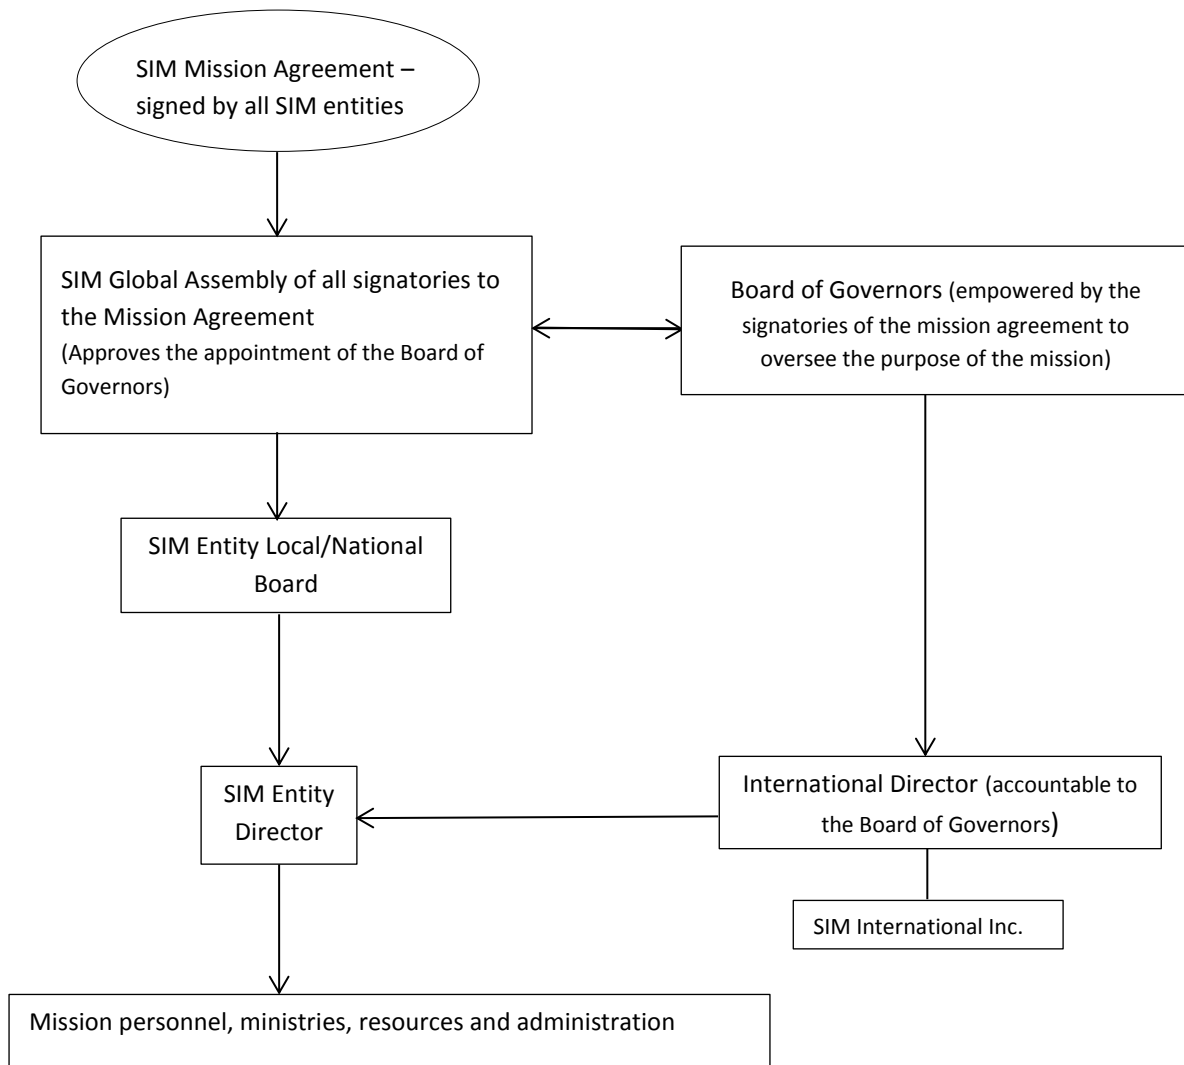 SIM Mission Agreement –
signed by all SIM entities
SIM Global Assembly of all signatories to
the Mission Agreement
(Approves the appointment of the Board of
Governors)
Board of Governors (empowered by the
signatories of the mission agreement to
oversee the purpose of the mission)
SIM Entity Local/National
Board
SIM Entity
Director
International Director (accountable to
the Board of Governors)
SIM International Inc.
Mission personnel, ministries, resources and administration